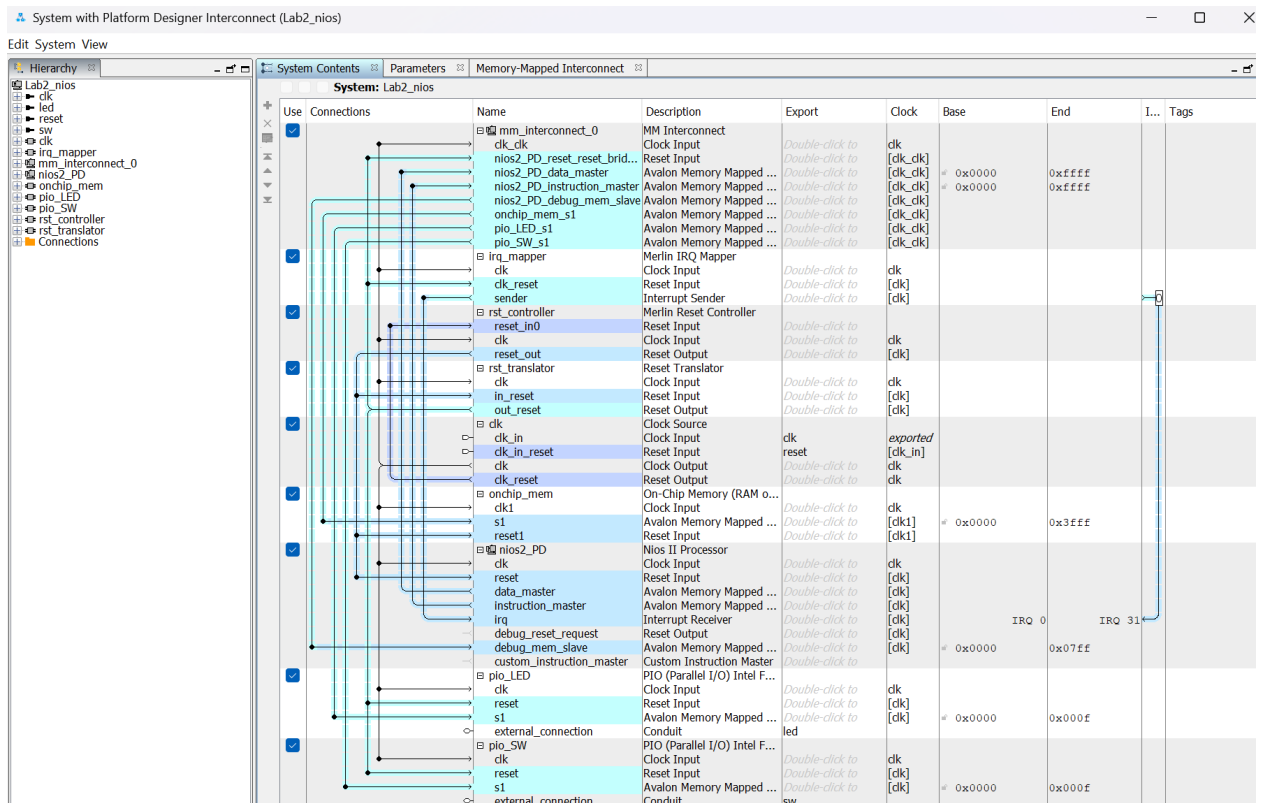 System with Platform Designer Interconnect (Lab2_nios)
Edit System View
Hierarchy
Lab2_nios
clk
led
reset
sw
clk
irq_mapper
mm_interconnect_0
nios2_PD
onchip_mem
pio_LED
pio_SW
rst_controller
rst_translator
Connections
System Contents Parameters Memory-Mapped Interconnect
System: Lab2_nios
Use Connections Name Description Export Clock Base End I... Tags
mm_interconnect_0 MM Interconnect
clk_clk Clock Input Double-click to clk
nios2_PD_reset_reset_brid... Reset Input Double-click to [clk_clk]
nios2_PD_data_master Avalon Memory Mapped ... Double-click to [clk_clk] 0x0000 0xffff
nios2_PD_instruction_master Avalon Memory Mapped ... Double-click to [clk_clk] 0x0000 0xffff
nios2_PD_debug_mem_slave Avalon Memory Mapped ... Double-click to [clk_clk]
onchip_mem_s1 Avalon Memory Mapped ... Double-click to [clk_clk]
pio_LED_s1 Avalon Memory Mapped ... Double-click to [clk_clk]
pio_SW_s1 Avalon Memory Mapped ... Double-click to [clk_clk]
irq_mapper Merlin IRQ Mapper
clk Clock Input Double-click to clk
clk_reset Reset Input Double-click to [clk]
sender Interrupt Sender Double-click to [clk] 0
rst_controller Merlin Reset Controller
reset_in0 Reset Input Double-click to
clk Clock Input Double-click to clk
reset_out Reset Output Double-click to [clk]
rst_translator Reset Translator
clk Clock Input Double-click to clk
in_reset Reset Input Double-click to [clk]
out_reset Reset Output Double-click to [clk]
clk Clock Source
clk_in Clock Input clk exported
clk_in_reset Reset Input reset [clk_in]
clk Clock Output Double-click to clk
clk_reset Reset Output Double-click to clk
onchip_mem On-Chip Memory (RAM o...
clk1 Clock Input Double-click to clk
s1 Avalon Memory Mapped ... Double-click to [clk1] 0x0000 0x3fff
reset1 Reset Input Double-click to [clk1]
nios2_PD Nios II Processor
clk Clock Input Double-click to clk
reset Reset Input Double-click to [clk]
data_master Avalon Memory Mapped ... Double-click to [clk]
instruction_master Avalon Memory Mapped ... Double-click to [clk]
irq Interrupt Receiver Double-click to [clk] IRQ 0 IRQ 31
debug_reset_request Reset Output Double-click to [clk]
debug_mem_slave Avalon Memory Mapped ... Double-click to [clk] 0x0000 0x07ff
custom_instruction_master Custom Instruction Master Double-click to
pio_LED PIO (Parallel I/O) Intel F...
clk Clock Input Double-click to clk
reset Reset Input Double-click to [clk]
s1 Avalon Memory Mapped ... Double-click to [clk] 0x0000 0x000f
external_connection Conduit led
pio_SW PIO (Parallel I/O) Intel F...
clk Clock Input Double-click to clk
reset Reset Input Double-click to [clk]
s1 Avalon Memory Mapped ... Double-click to [clk] 0x0000 0x000f
external_connection Conduit sw